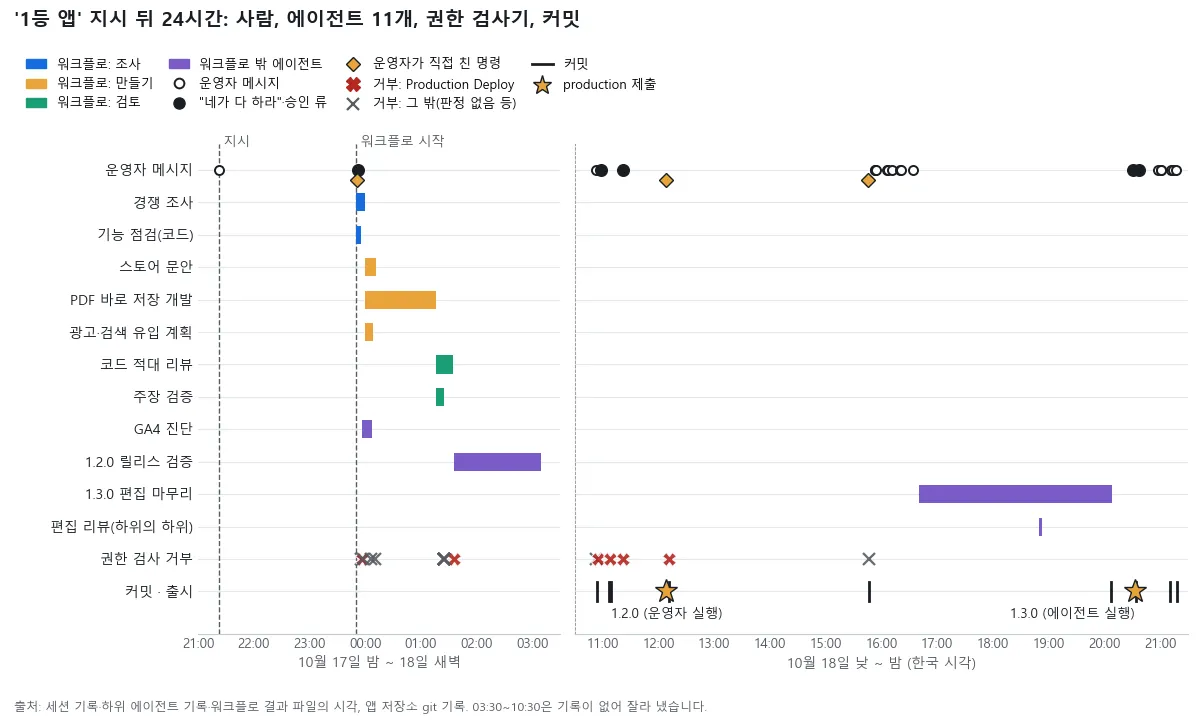 '1등 앱' 지시 뒤 24시간: 사람, 에이전트 11개, 권한 검사기, 커밋
워크플로: 조사
워크플로: 만들기
워크플로: 검토
워크플로 밖 에이전트
운영자 메시지
"네가 다 하라"·승인 류
운영자가 직접 친 명령
거부: Production Deploy
거부: 그 밖(판정 없음 등)
커밋
production 제출
지시
워크플로 시작
운영자 메시지
경쟁 조사
기능 점검(코드)
스토어 문안
PDF 바로 저장 개발
광고·검색 유입 계획
코드 적대 리뷰
주장 검증
GA4 진단
1.2.0 릴리스 검증
1.3.0 편집 마무리
편집 리뷰(하위의 하위)
권한 검사 거부
커밋 · 출시
1.2.0 (운영자 실행)
1.3.0 (에이전트 실행)
21:00 22:00 23:00 00:00 01:00 02:00 03:00
11:00 12:00 13:00 14:00 15:00 16:00 17:00 18:00 19:00 20:00 21:00
10월 17일 밤 ~ 18일 새벽
10월 18일 낮 ~ 밤 (한국 시각)
출처: 세션 기록·하위 에이전트 기록·워크플로 결과 파일의 시각, 앱 저장소 git 기록. 03:30~10:30은 기록이 없어 잘라 냈습니다.